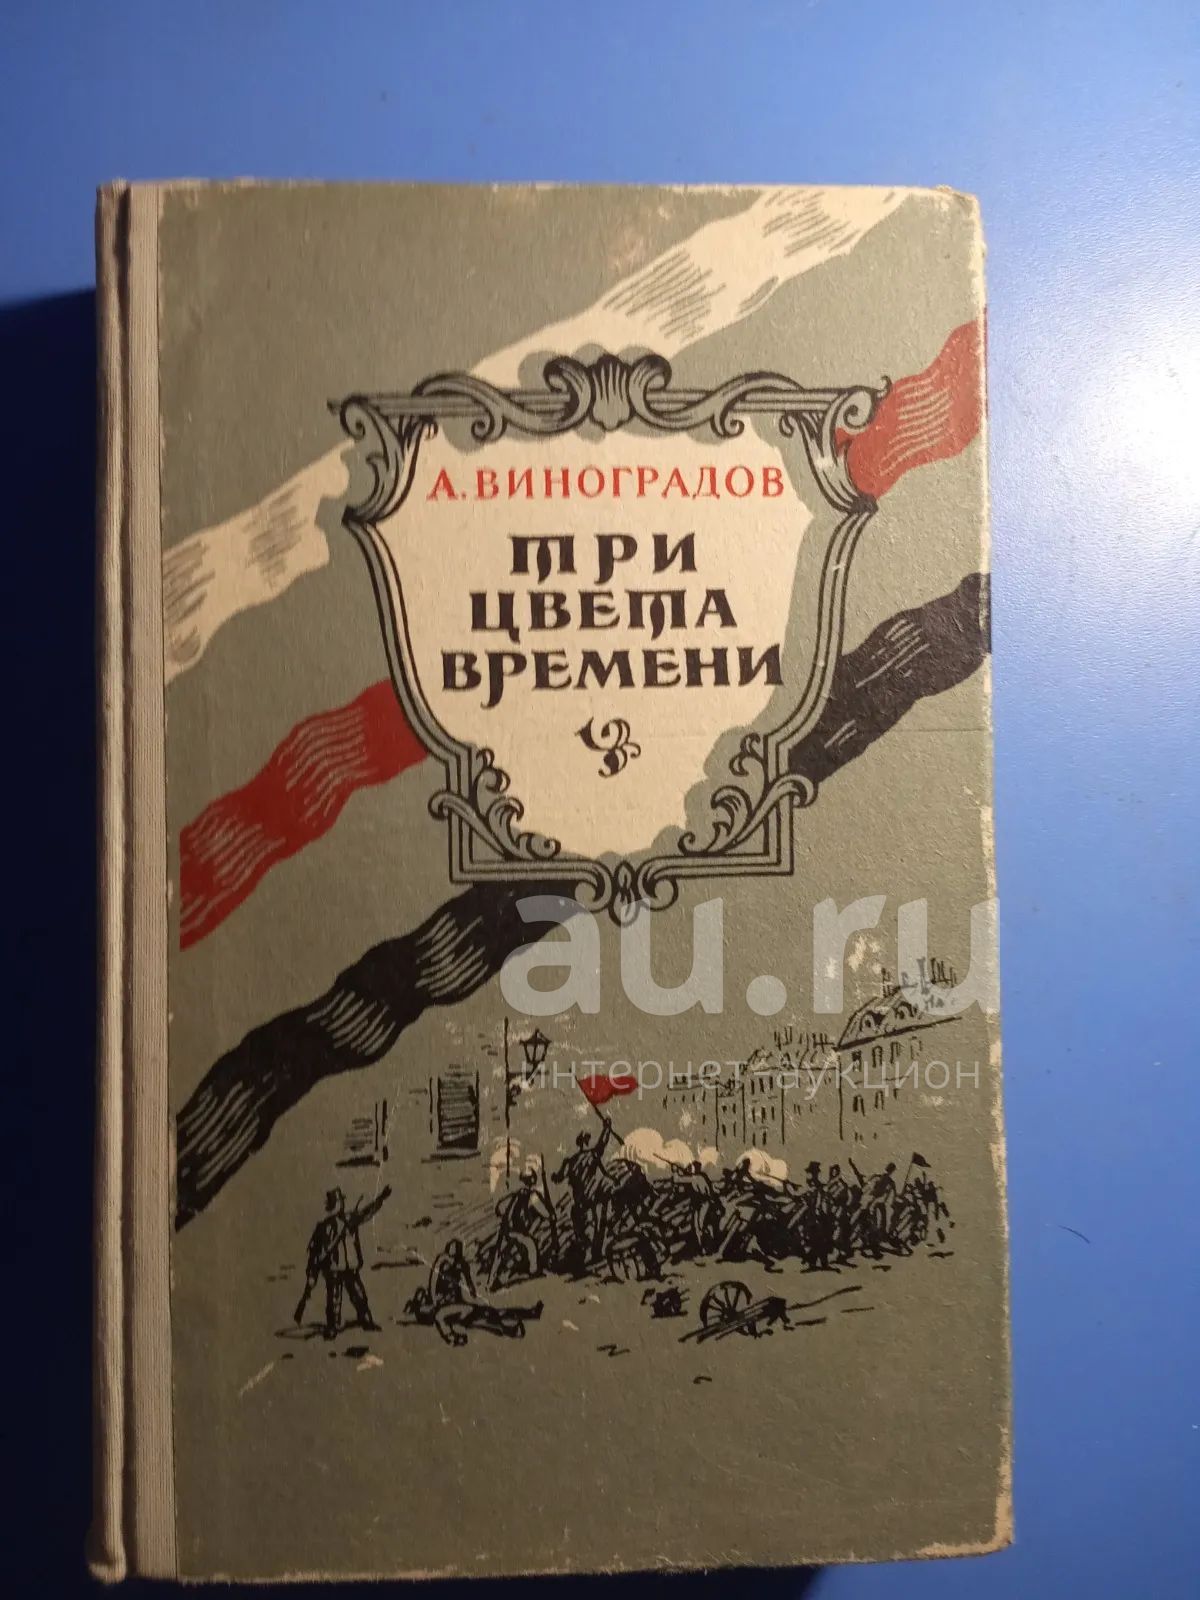 А. ВИНОГРАДОВ
ТРИ
ЦВЕТА
ВРЕМЕНИ
au.ru
интернет-аукцион